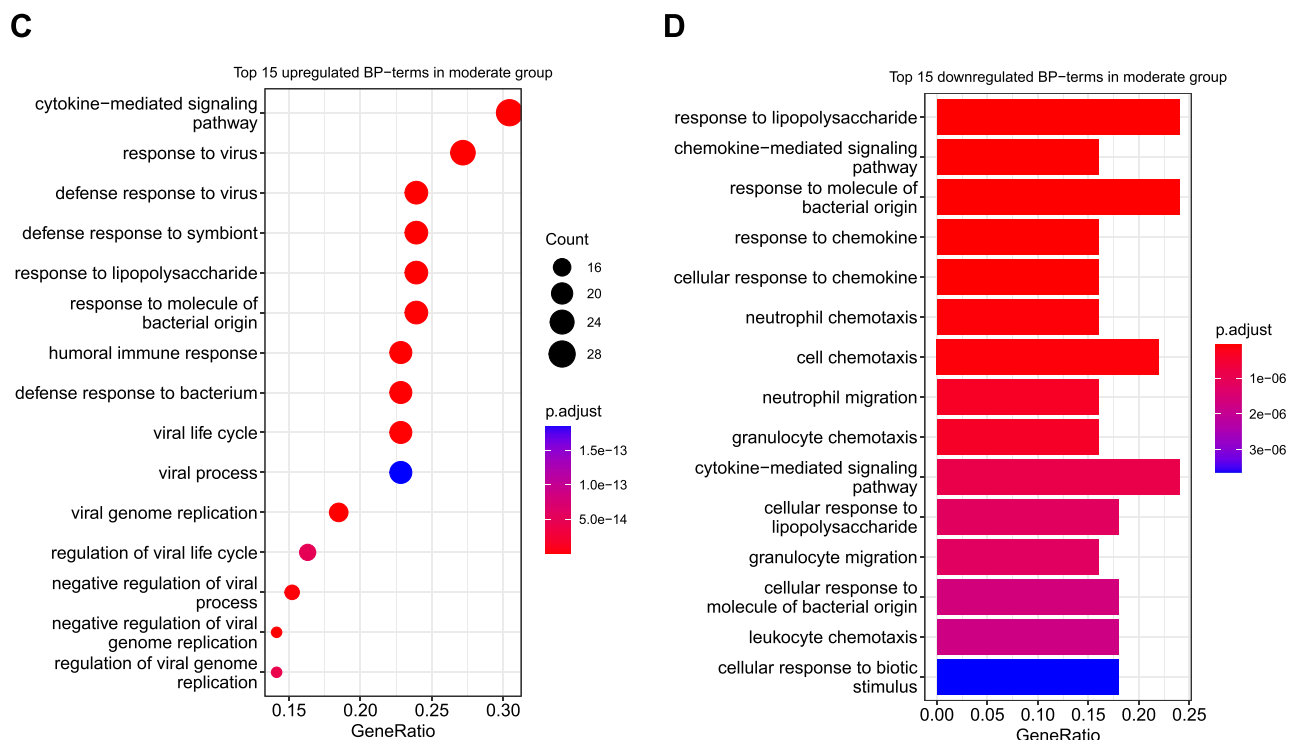 C
Top 15 upregulated BP−terms in moderate group
cytokine−mediated signaling
pathway
response to virus
defense response to virus
defense response to symbiont
response to lipopolysaccharide
response to molecule of
bacterial origin
humoral immune response
defense response to bacterium
viral life cycle
viral process
viral genome replication
regulation of viral life cycle
negative regulation of viral
process
negative regulation of viral
genome replication
regulation of viral genome
replication
0.15 0.20 0.25 0.30
GeneRatio
Count
16
20
24
28
p.adjust
1.5e−13
1.0e−13
5.0e−14
D
Top 15 downregulated BP−terms in moderate group
response to lipopolysaccharide
chemokine−mediated signaling
pathway
response to molecule of
bacterial origin
response to chemokine
cellular response to chemokine
neutrophil chemotaxis
cell chemotaxis
neutrophil migration
granulocyte chemotaxis
cytokine−mediated signaling
pathway
cellular response to
lipopolysaccharide
granulocyte migration
cellular response to
molecule of bacterial origin
leukocyte chemotaxis
cellular response to biotic
stimulus
0.00 0.05 0.10 0.15 0.20 0.25
GeneRatio
p.adjust
1e−06
2e−06
3e−06